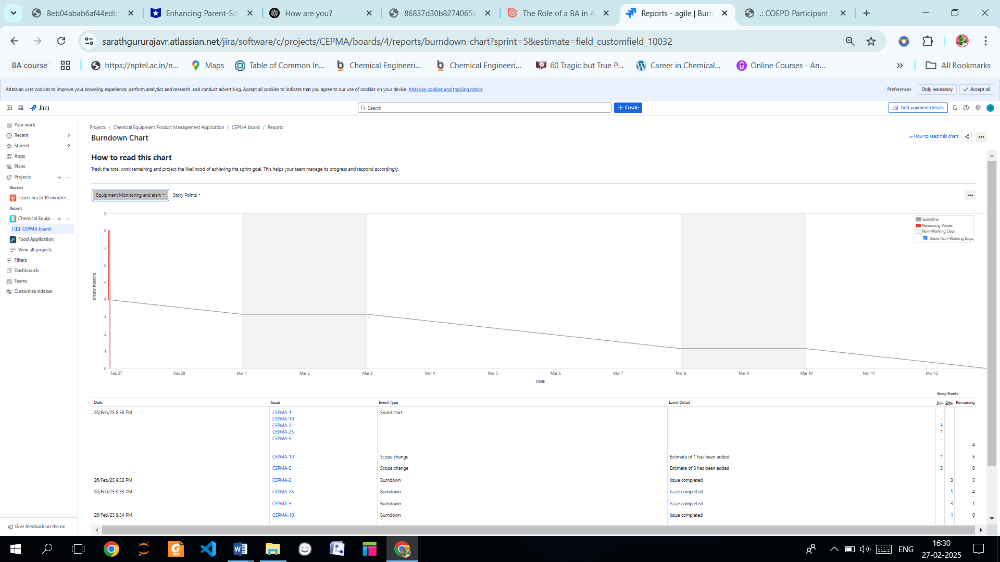 8eb04abab6af44edbf
Enhancing Parent-Sch
How are you?
86837d30b8274065a
The Role of a BA in A
Reports - agile | Burn
.: COEPD Participant
sarathgururajavr.atlassian.net/jira/software/c/projects/CEPMA/boards/4/reports/burndown-chart?sprint=5&estimate=field_customfield_10032
BA course
https://nptel.ac.in/n...
Maps
Table of Common In...
Chemical Engineeri...
Chemical Engineeri...
60 Tragic but True P...
Career in Chemical...
Online Courses - An...
All Bookmarks
Atlassian uses cookies to improve your browsing experience, perform analytics and research, and conduct advertising. Accept all cookies to indicate that you agree to our use of cookies on your device. Atlassian cookies and tracking notice
Preferences
Only necessary
Accept all
Jira
Search
Create
Add payment details
Your work
Recent
Starred
Apps
Plans
Projects
Starred
Learn Jira in 10 minutes...
Recent
Chemical Equip...
CEPMA board
Food Application
View all projects
Filters
Dashboards
Teams
Customize sidebar
Give feedback on the ne...
Projects / Chemical Equipment Product Management Application / CEPMA board / Reports
Burndown Chart
How to read this chart
How to read this chart
Track the total work remaining and project the likelihood of achieving the sprint goal. This helps your team manage its progress and respond accordingly.
Equipment Monitoring and alert
Story Points
Guideline
Remaining Values
Non-Working Days
Show Non-Working Days
STORY POINTS
9
8
7
6
5
4
3
2
1
0
Feb 27 Feb 28 Mar 1 Mar 2 Mar 3 Mar 4 Mar 5 Mar 6 Mar 7 Mar 8 Mar 9 Mar 10 Mar 11 Mar 12
TIME
Story Points
Date Issue Event Type Event Detail Inc. Dec. Remaining
26/Feb/25 8:58 PM CEPMA-1 Sprint start -
CEPMA-10 -
CEPMA-2 3
CEPMA-25 1
CEPMA-5 -
4
CEPMA-10 Scope change Estimate of 1 has been added 1 5
CEPMA-5 Scope change Estimate of 3 has been added 3 8
26/Feb/25 9:32 PM CEPMA-2 Burndown Issue completed 3 5
26/Feb/25 9:33 PM CEPMA-25 Burndown Issue completed 1 4
CEPMA-5 Burndown Issue completed 3 1
26/Feb/25 9:34 PM CEPMA-10 Burndown Issue completed 1 0
ENG
16:30
27-02-2025